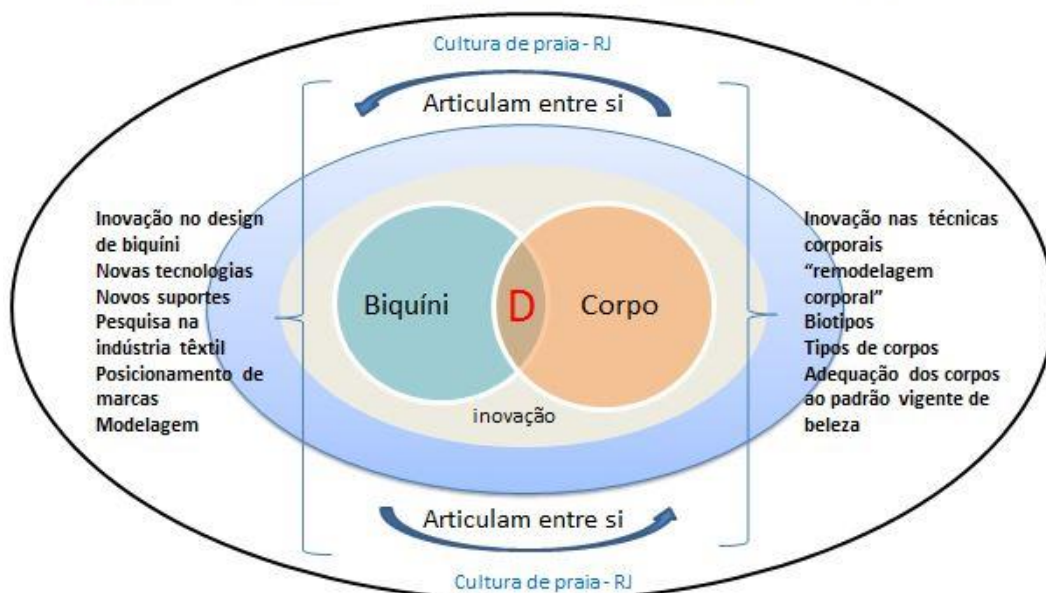 Cultura de praia - RJ
Articulam entre si
Inovação no design
de biquíni
Novas tecnologias
Novos suportes
Pesquisa na
indústria têxtil
Posicionamento de
marcas
Modelagem
Biquíni
D
Corpo
inovação
Inovação nas técnicas
corporais
“remodelagem
corporal”
Biotipos
Tipos de corpos
Adequação dos corpos
ao padrão vigente de
beleza
Articulam entre si
Cultura de praia - RJ